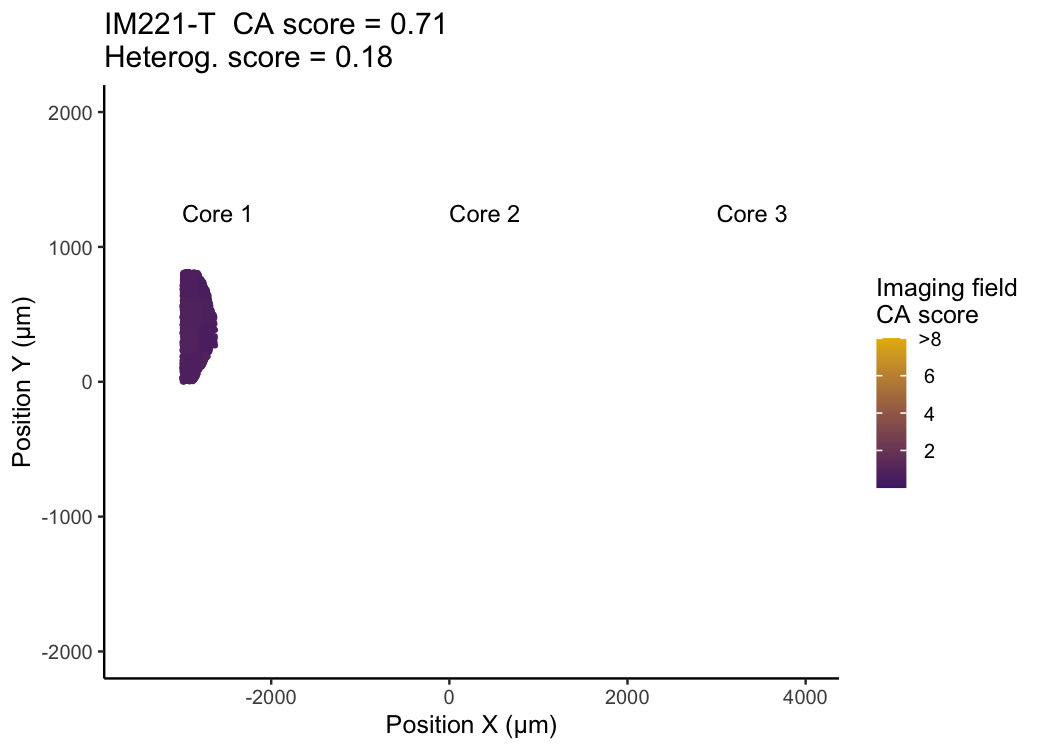 IM221-T  CA score = 0.71
Heterog. score = 0.18
Core 1
Core 2
Core 3
2000
1000
0
-1000
-2000
Position Y (µm)
-2000
0
2000
4000
Position X (µm)
Imaging field
CA score
>8
6
4
2